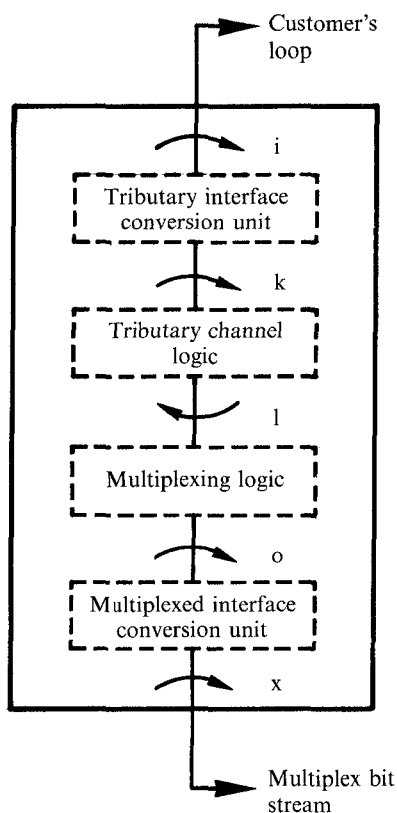 Customer's
loop
i
Tributary interface
conversion unit
k
Tributary channel
logic
l
Multiplexing logic
o
Multiplexed interface
conversion unit
x
Multiplex bit
stream